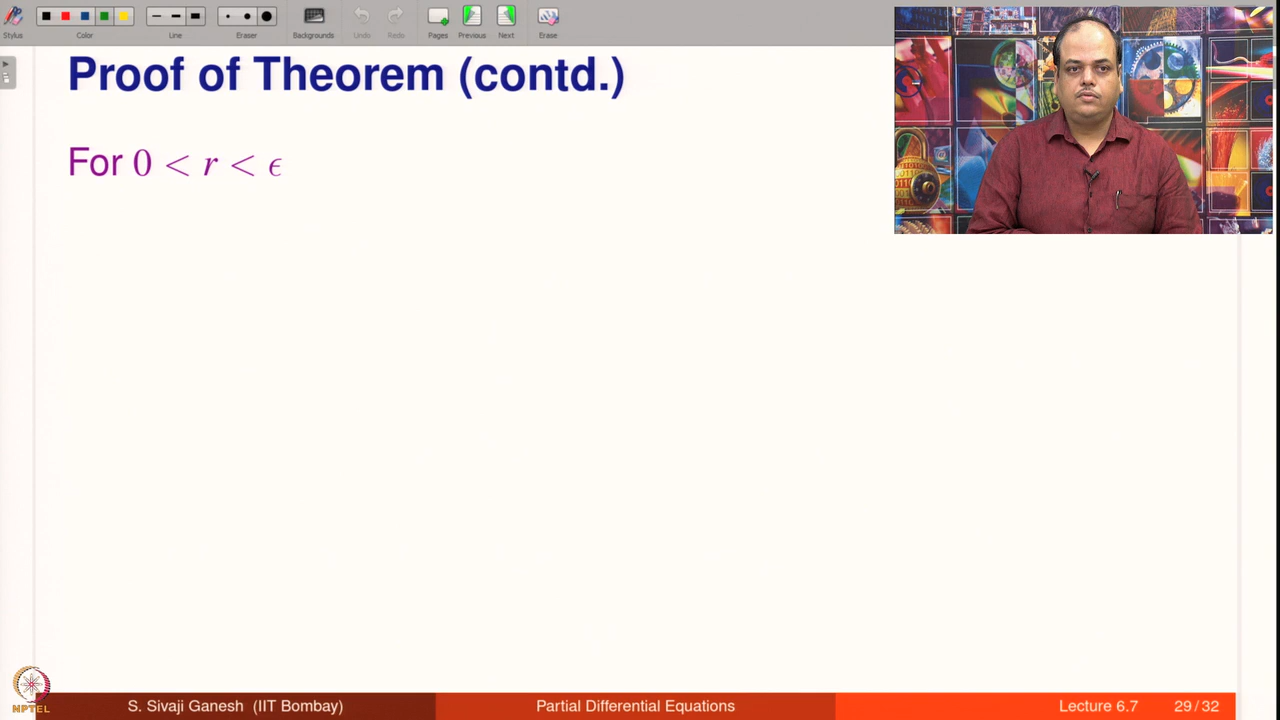 Stylus
Color
Line
Eraser
Backgrounds
Undo
Redo
Pages
Previous
Next
Erase
Proof of Theorem (contd.)
For 0 < r < ϵ
NPTEL
S. Sivaji Ganesh (IIT Bombay)
Partial Differential Equations
Lecture 6.7
29/32